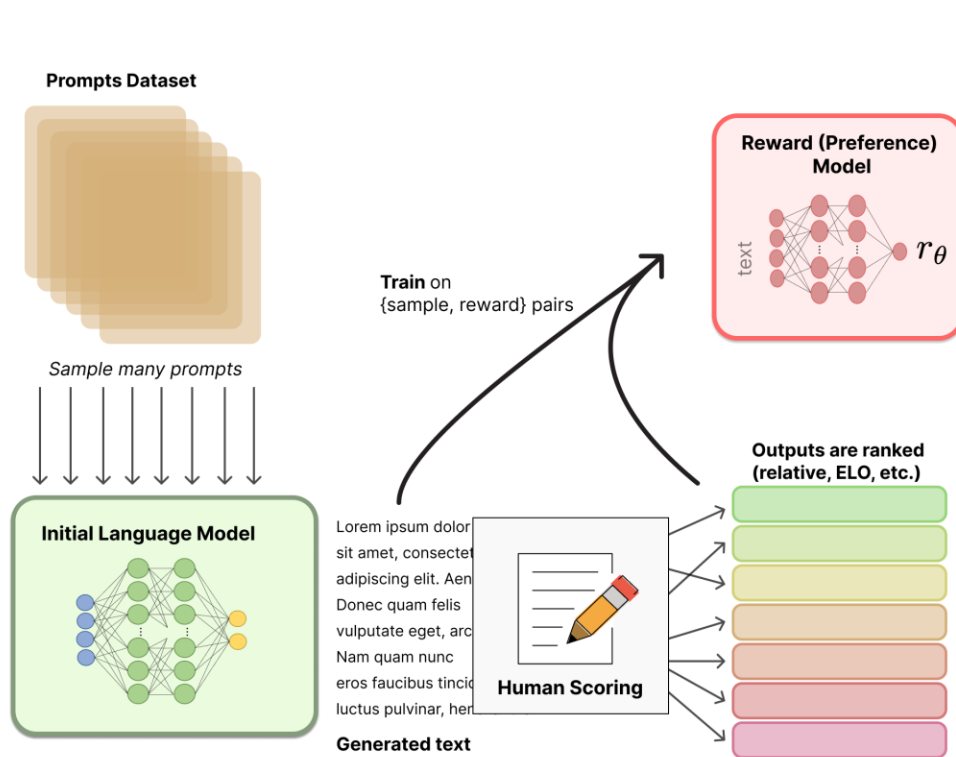 Prompts Dataset
Sample many prompts
Initial Language Model
Train on
{sample, reward} pairs
Reward (Preference)
Model
text
rθ
Outputs are ranked
(relative, ELO, etc.)
Lorem ipsum dolor
sit amet, consectet
adipiscing elit. Aen
Donec quam felis
vulputate eget, arc
Nam quam nunc
eros faucibus tincid
luctus pulvinar, her
Generated text
Human Scoring